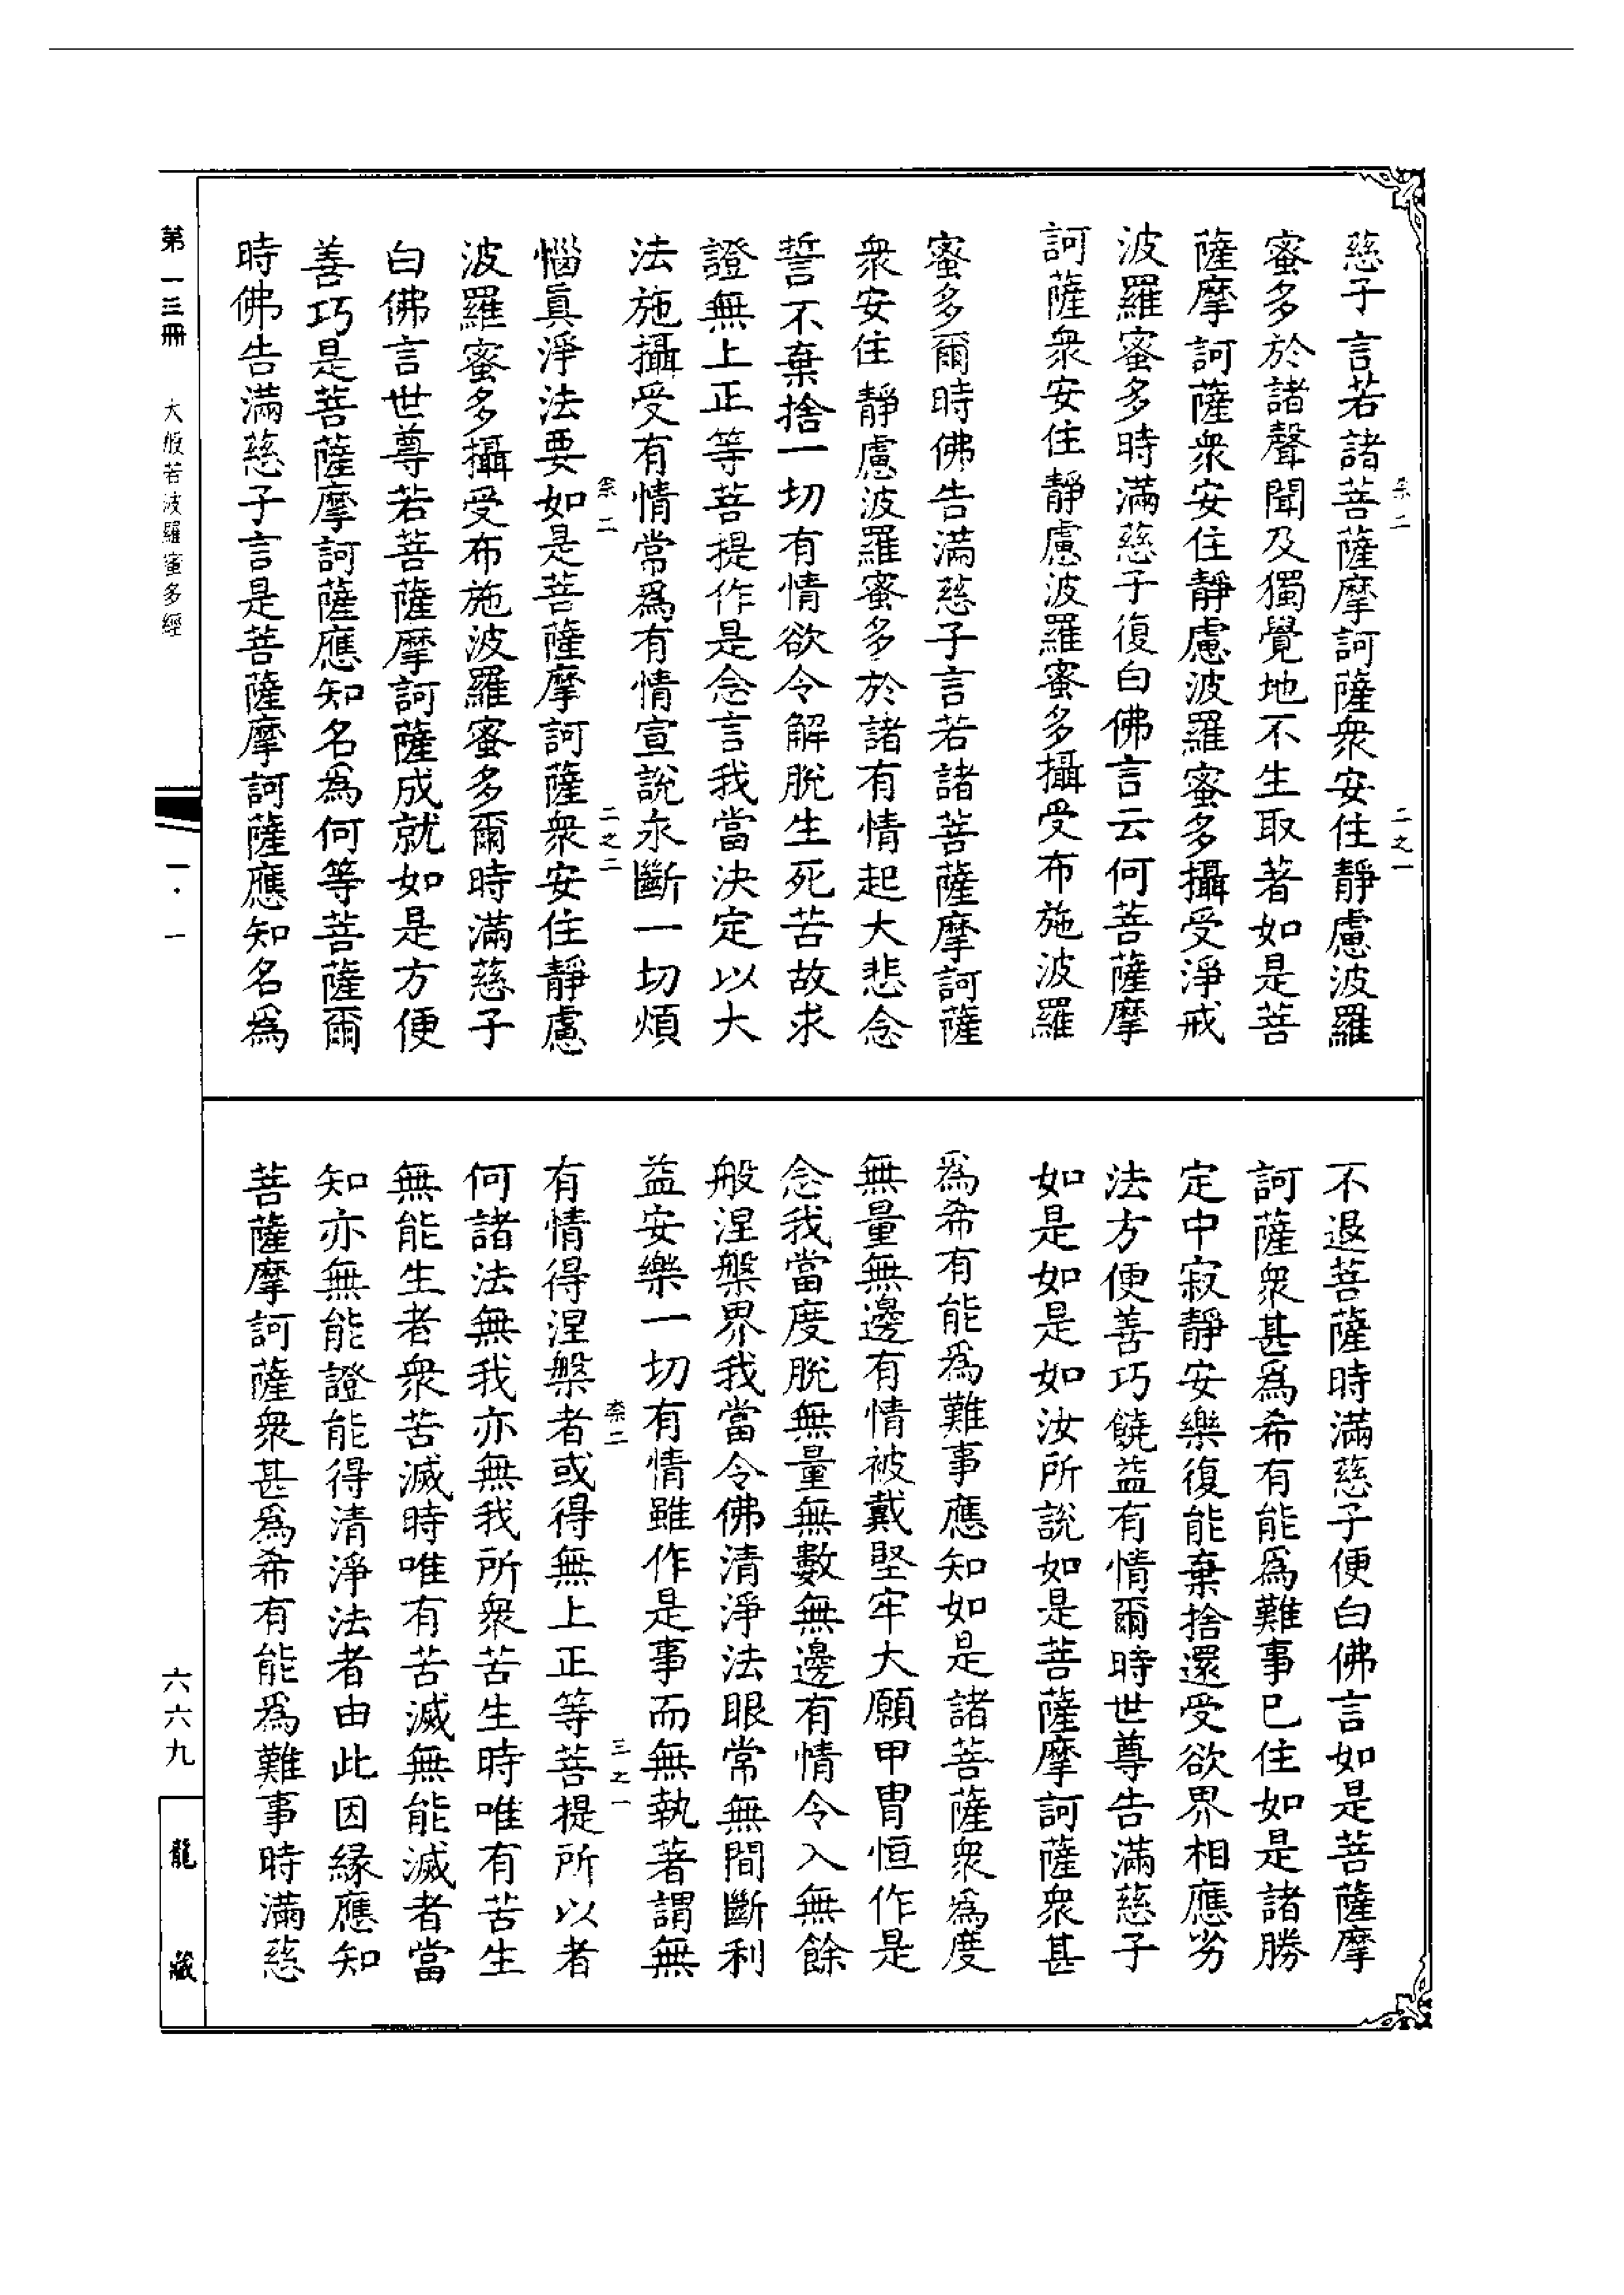 慈子言若諸菩薩摩訶薩衆安住靜慮波羅
蜜多於諸聲聞及獨覺地不生取著如是菩
薩摩訶薩衆安住靜慮波羅蜜多攝受淨戒
波羅蜜多時滿慈子復白佛言云何菩薩摩
訶薩衆安住靜慮波羅蜜多攝受布施波羅
蜜多爾時佛告滿慈子言若諸菩薩摩訶薩
衆安住靜慮波羅蜜多於諸有情起大悲念
誓不棄捨一切有情欲令解脫生死苦故求
證無上正等菩提作是念言我當決定以大
法施攝受有情常爲有情宣說永斷一切煩
惱眞淨法要如是菩薩摩訶薩衆安住靜慮
波羅蜜多攝受布施波羅蜜多爾時滿慈子
白佛言世尊若菩薩摩訶薩成就如是方便
善巧是菩薩摩訶薩應知名爲何等菩薩爾
時佛告滿慈子言是菩薩摩訶薩應知名爲
不退菩薩時滿慈子便白佛言如是菩薩摩
訶薩衆甚爲希有能爲難事已住如是諸勝
定中寂靜安樂復能棄捨還受欲界相應劣
法方便善巧饒益有情爾時世尊告滿慈子
如是如是如汝所說如是菩薩摩訶薩衆甚
爲希有能爲難事應知如是諸菩薩衆爲度
無量無邊有情被戴堅牢大願甲冑恒作是
念我當度脫無量無數無邊有情令入無餘
般涅槃界我當令佛清淨法眼常無間斷利
益安樂一切有情雖作是事而無執著謂無
有情得涅槃者或得無上正等菩提所以者
何諸法無我亦無我所衆苦生時唯有苦生
無能生者衆苦滅時唯有苦滅無能滅者當
知亦無能證能得清淨法者由此因緣應知
菩薩摩訶薩衆甚爲希有能爲難事時滿慈
柰二
二之一
柰二
二之二
柰二
三之一
第一三冊
大般若波羅蜜多經
一·一
六六九
龍藏